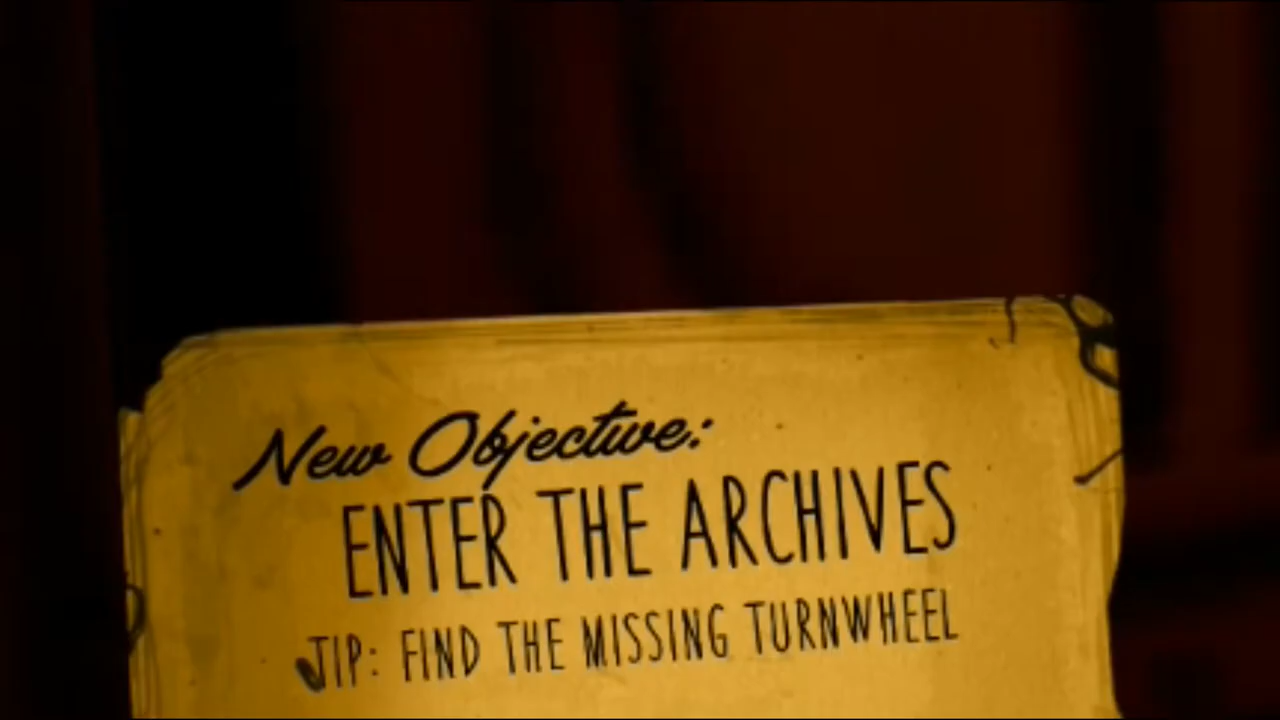 New Objective:
ENTER THE ARCHIVES
TIP: FIND THE MISSING TURNWHEEL